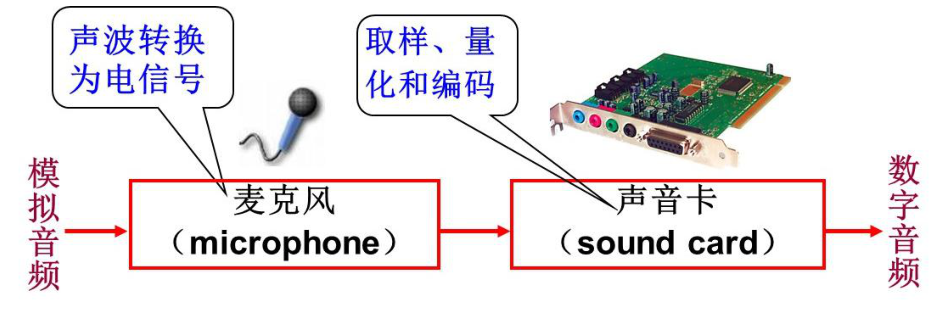 声波转换
为电信号
取样、量
化和编码
模拟音频
麦克风
（microphone）
声音卡
（sound card）
数字音频